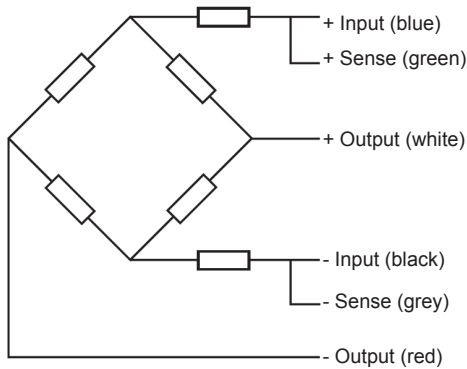 + Input (blue)
+ Sense (green)
+ Output (white)
- Input (black)
- Sense (grey)
- Output (red)